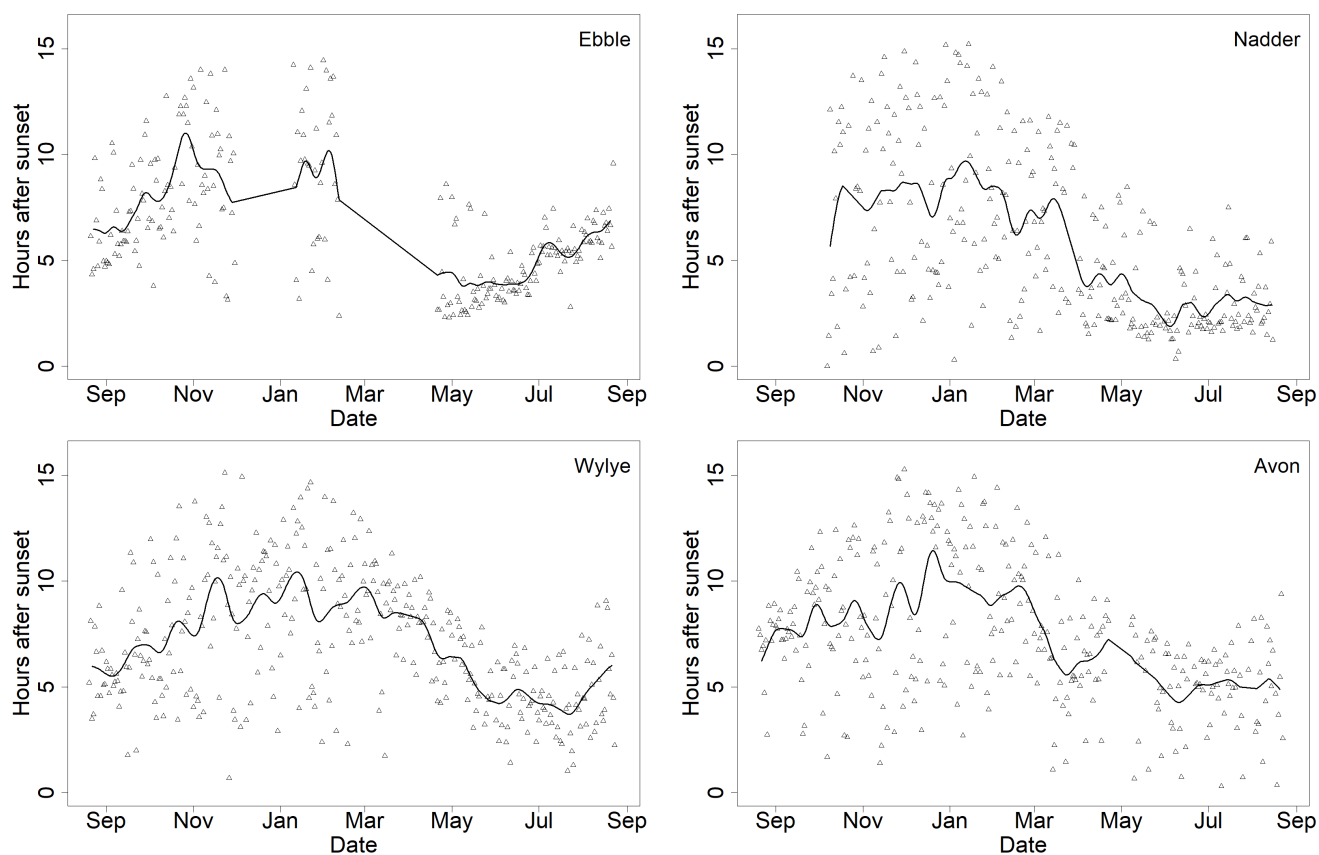 Ebble
Hours after sunset
15
10
5
0
Sep Nov Jan Mar May Jul Sep
Date
Nadder
Hours after sunset
15
10
5
0
Sep Nov Jan Mar May Jul Sep
Date
Wylye
Hours after sunset
15
10
5
0
Sep Nov Jan Mar May Jul Sep
Date
Avon
Hours after sunset
15
10
5
0
Sep Nov Jan Mar May Jul Sep
Date